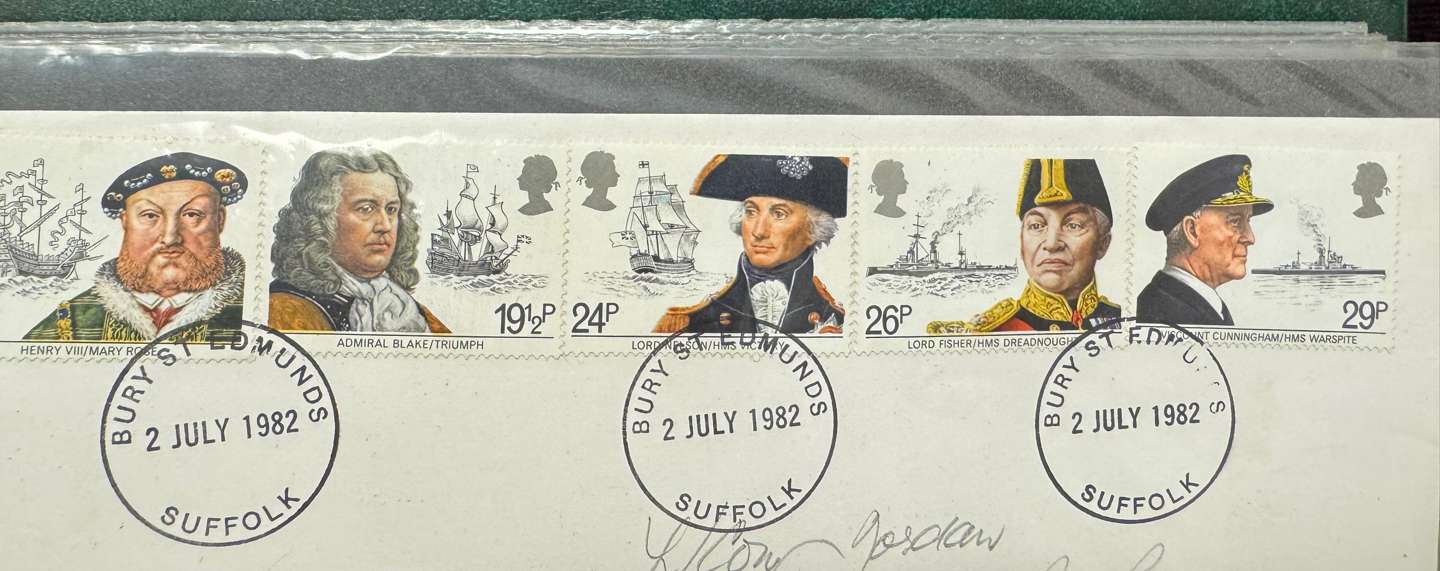 19½P
24P
26P
29P
HENRY VIII/MARY ROSE
ADMIRAL BLAKE/TRIUMPH
LORD NELSON/HMS VICTORY
LORD FISHER/HMS DREADNOUGHT
VISCOUNT CUNNINGHAM/HMS WARSPITE
BURY ST EDMUNDS
2 JULY 1982
SUFFOLK
BURY ST EDMUNDS
2 JULY 1982
SUFFOLK
BURY ST EDMUNDS
2 JULY 1982
SUFFOLK